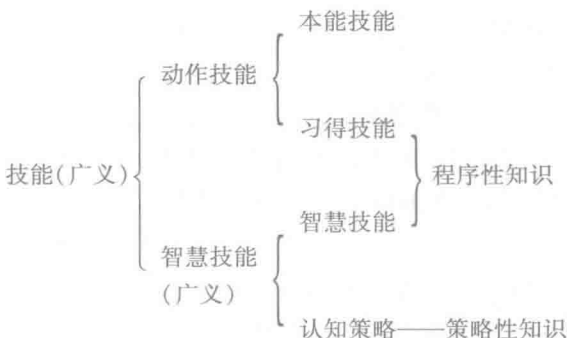 本能技能
动作技能
习得技能
技能(广义)
程序性知识
智慧技能
智慧技能
(广义)
认知策略——策略性知识